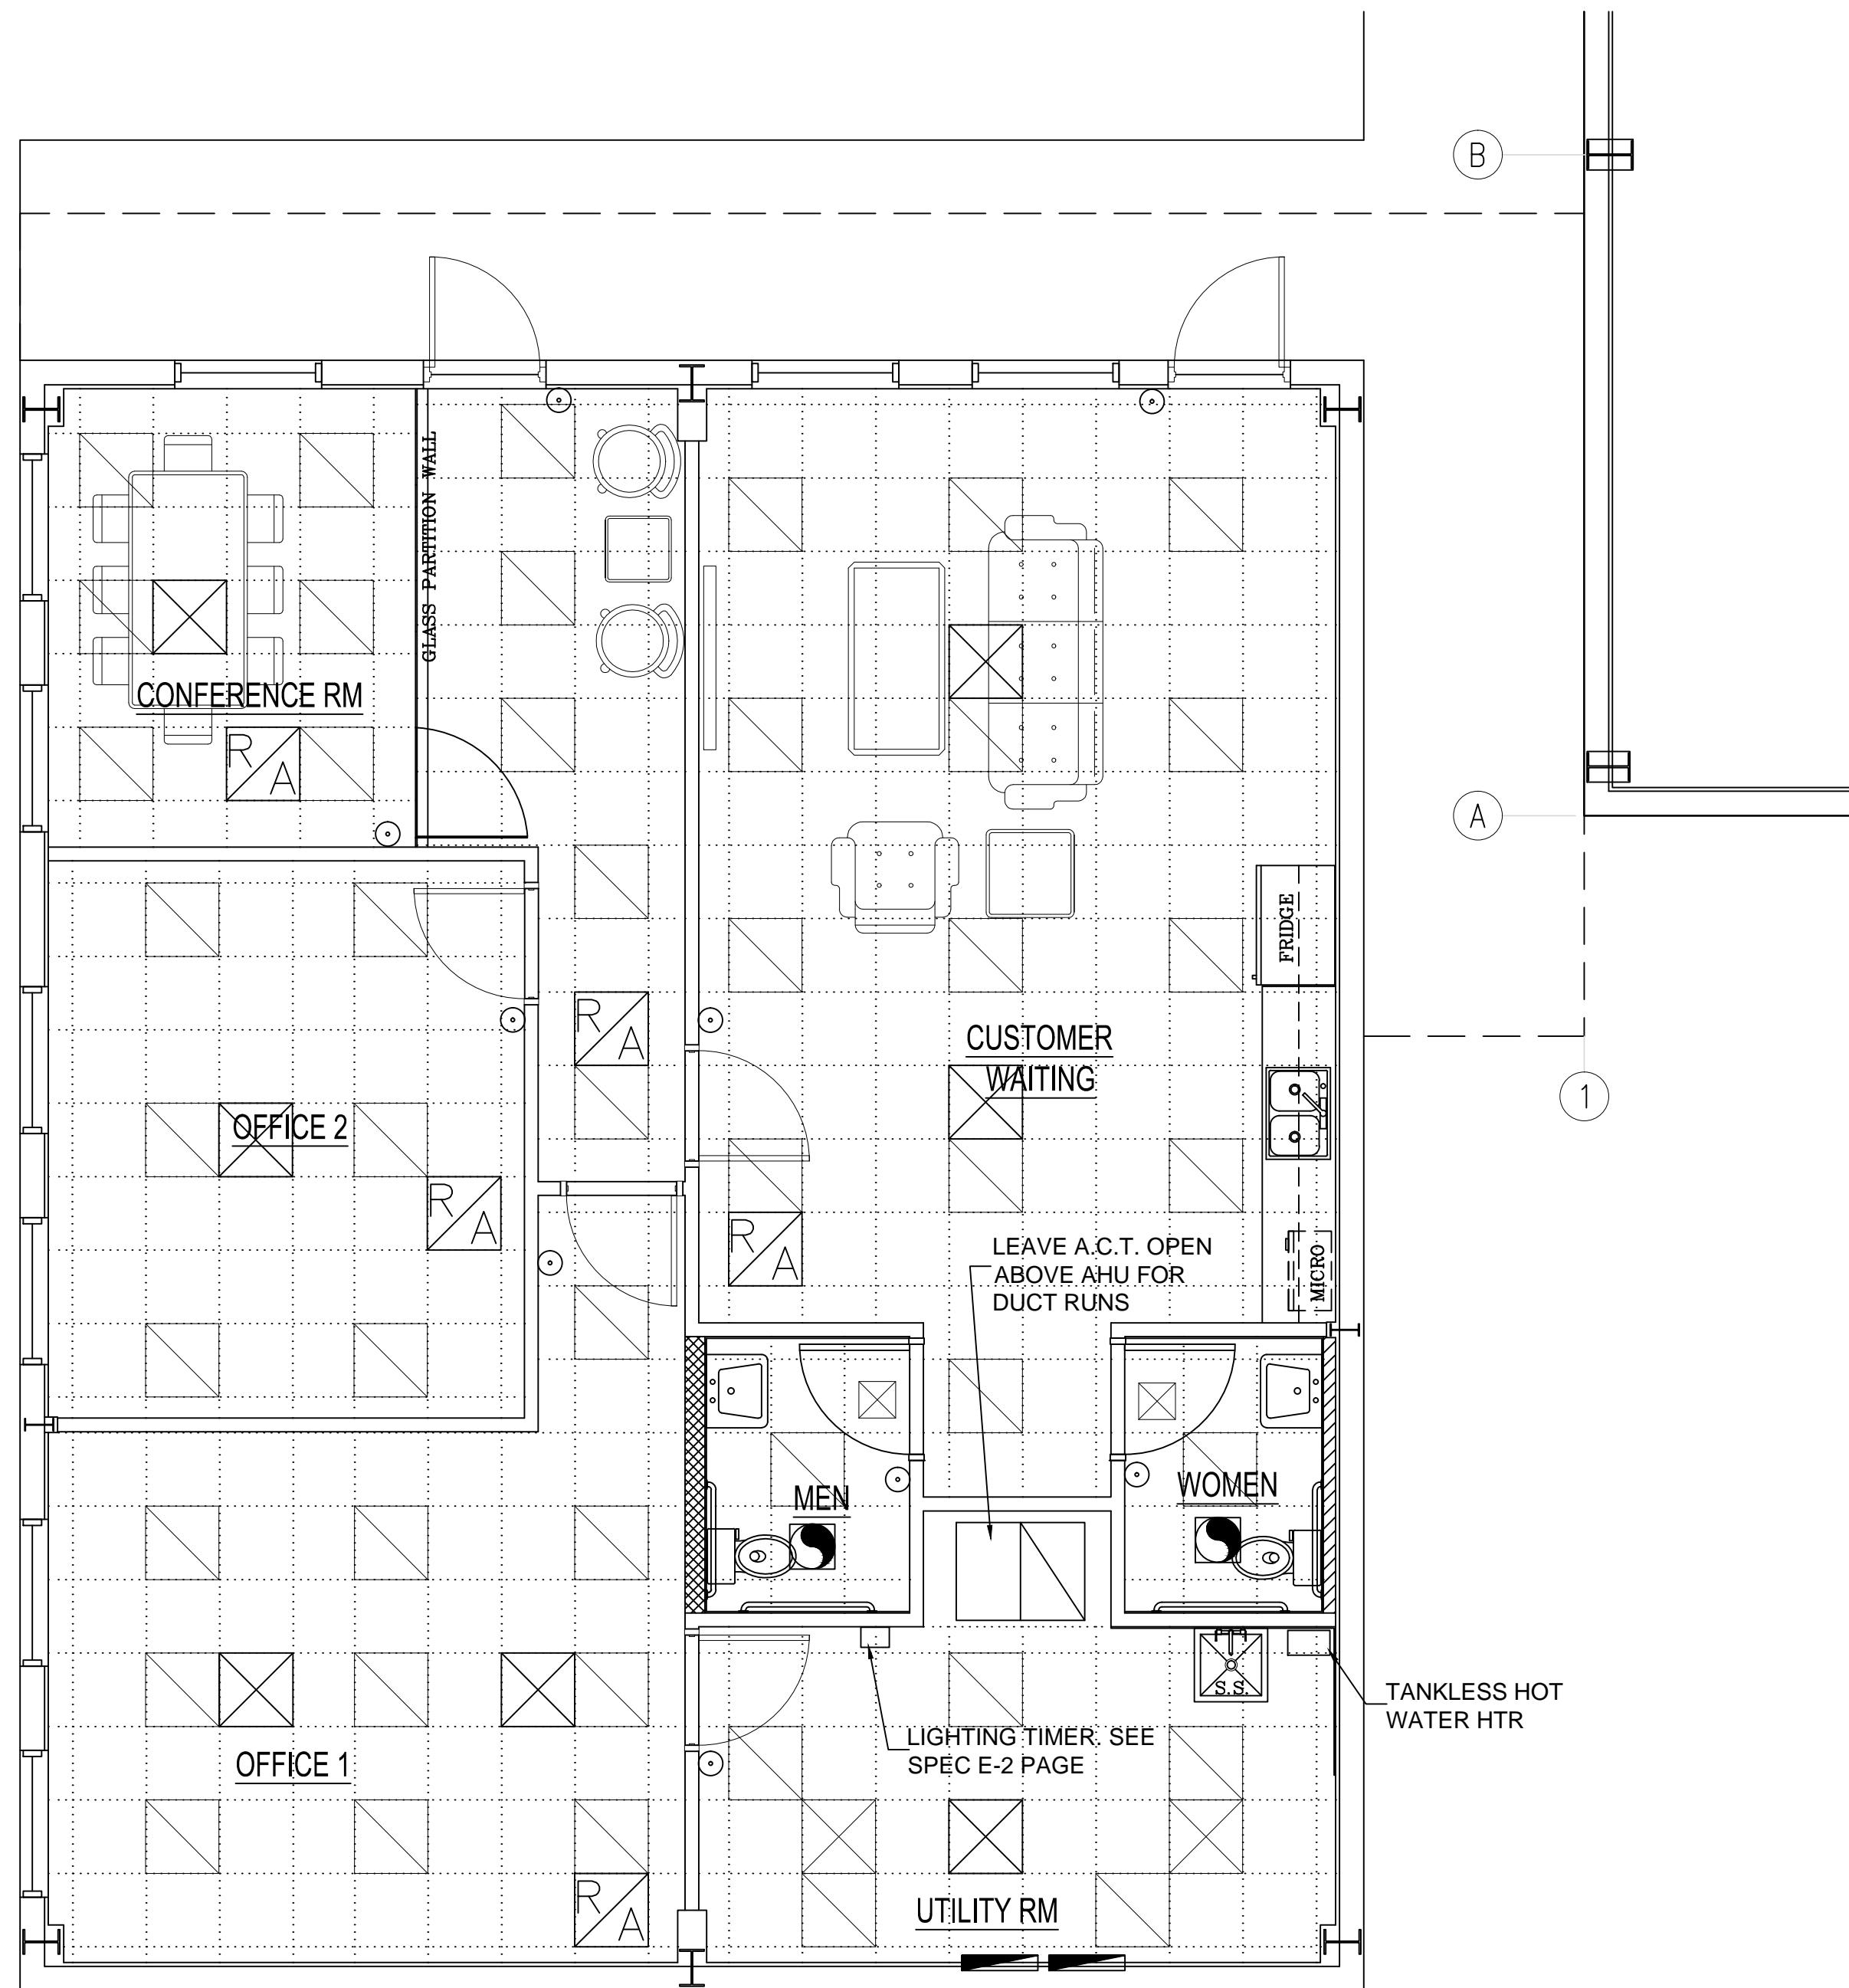 B
GLASS PARTITION WALL
CONFERENCE RM
R
A
A
FRIDGE
R
A
CUSTOMER
WAITING
1
OFFICE 2
R
A
R
A
LEAVE A.C.T. OPEN
ABOVE AHU FOR
DUCT RUNS
MICRO
MEN
WOMEN
S.S.
TANKLESS HOT
WATER HTR
LIGHTING TIMER. SEE
SPEC E-2 PAGE
OFFICE 1
R
A
UTILITY RM